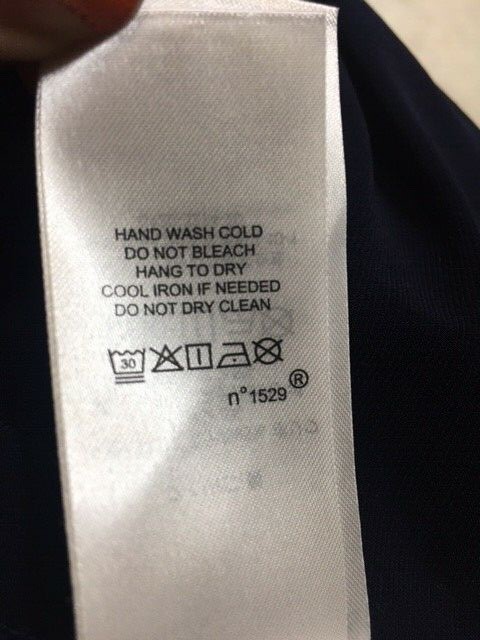 HAND WASH COLD
DO NOT BLEACH
HANG TO DRY
COOL IRON IF NEEDED
DO NOT DRY CLEAN
30
n°1529®